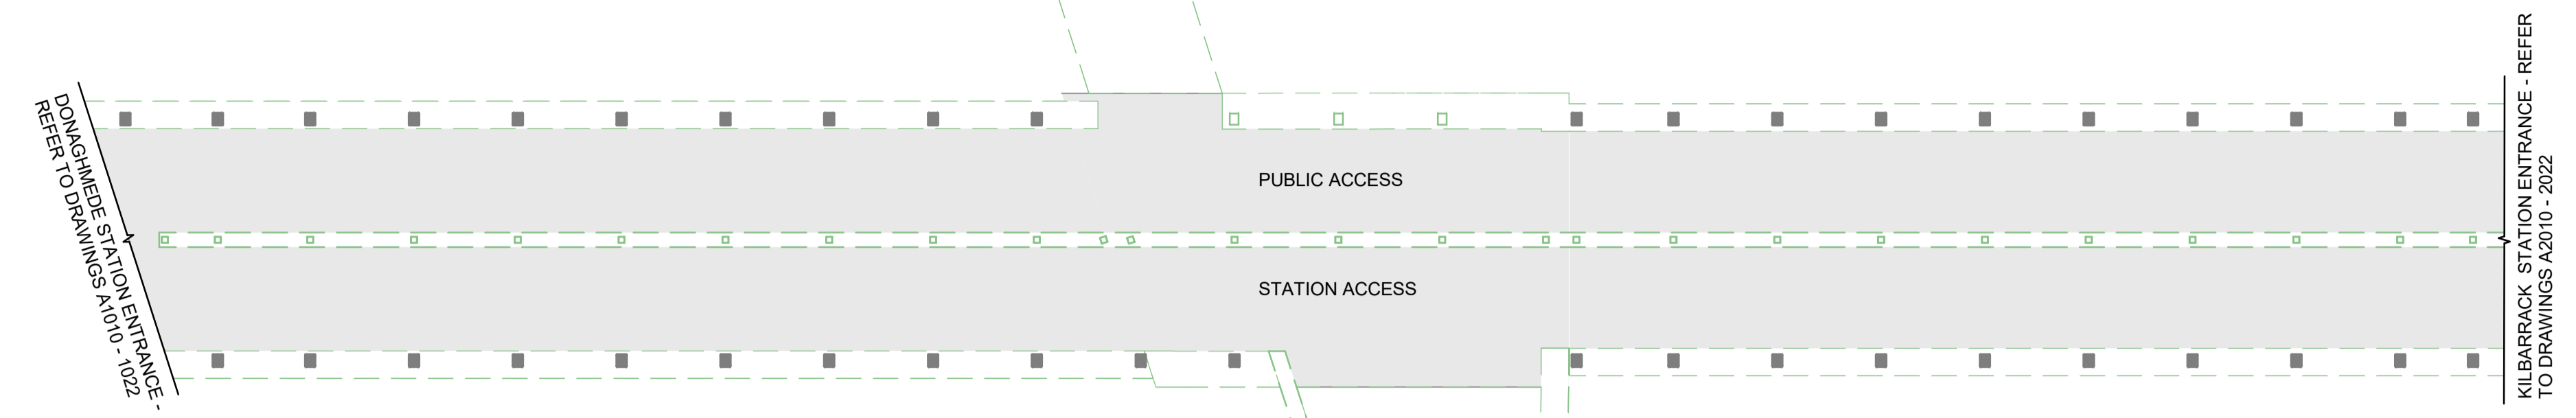 DONAGHMEDE STATION ENTRANCE -
REFER TO DRAWINGS A1010 - 1022
PUBLIC ACCESS
STATION ACCESS
KILBARRACK STATION ENTRANCE - REFER
TO DRAWINGS A2010 - 2022